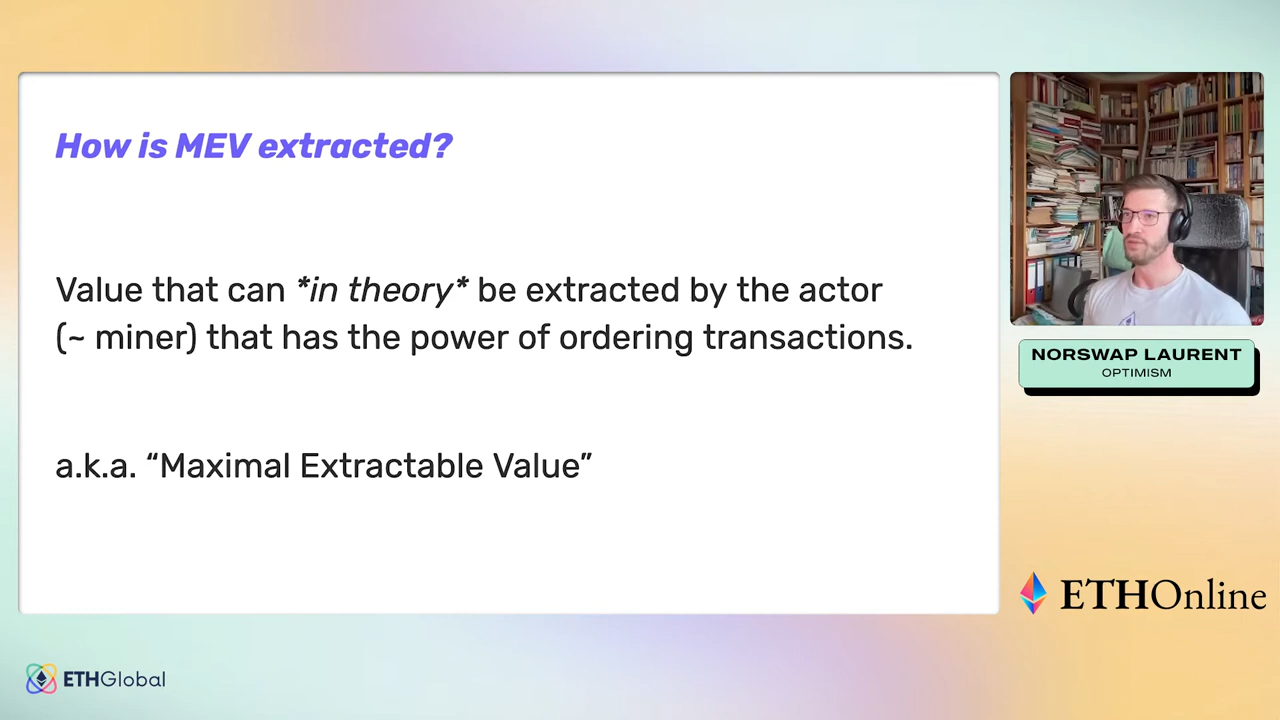 How is MEV extracted?
Value that can *in theory* be extracted by the actor
(~ miner) that has the power of ordering transactions.
a.k.a. “Maximal Extractable Value”
NORSWAP LAURENT
OPTIMISM
ETHOnline
ETHGlobal